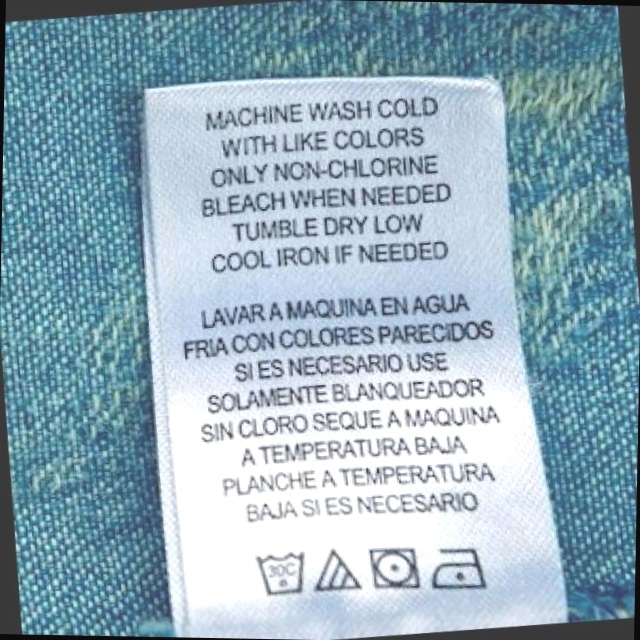 MACHINE WASH COLD
WITH LIKE COLORS
ONLY NON-CHLORINE
BLEACH WHEN NEEDED
TUMBLE DRY LOW
COOL IRON IF NEEDED
LAVAR A MAQUINA EN AGUA
FRIA CON COLORES PARECIDOS
SI ES NECESARIO USE
SOLAMENTE BLANQUEADOR
SIN CLORO SEQUE A MAQUINA
A TEMPERATURA BAJA
PLANCHE A TEMPERATURA
BAJA SI ES NECESARIO
30C